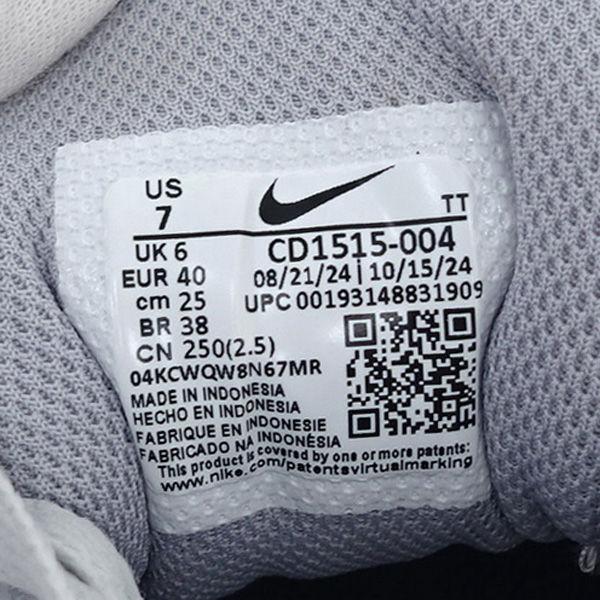 US
7
TT
UK 6
CD1515-004
EUR 40
08/21/24 | 10/15/24
cm 25
UPC 00193148831909
BR 38
CN 250(2.5)
04KCWQW8N67MR
MADE IN INDONESIA
HECHO EN INDONESIA
FABRIQUE EN INDONESIE
FABRICADO NA INDONESIA
This product is covered by one or more patents:
www.nike.com/patentsvirtualmarking